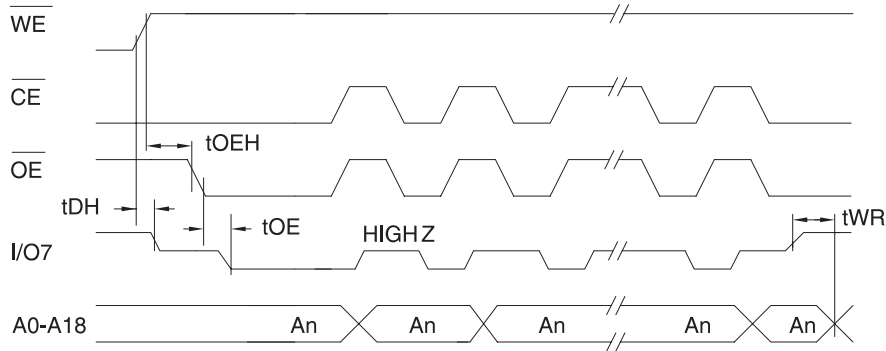 WE
CE
tOEH
OE
tDH
tOE
tWR
HIGH Z
I/O7
A0-A18 An An An An An